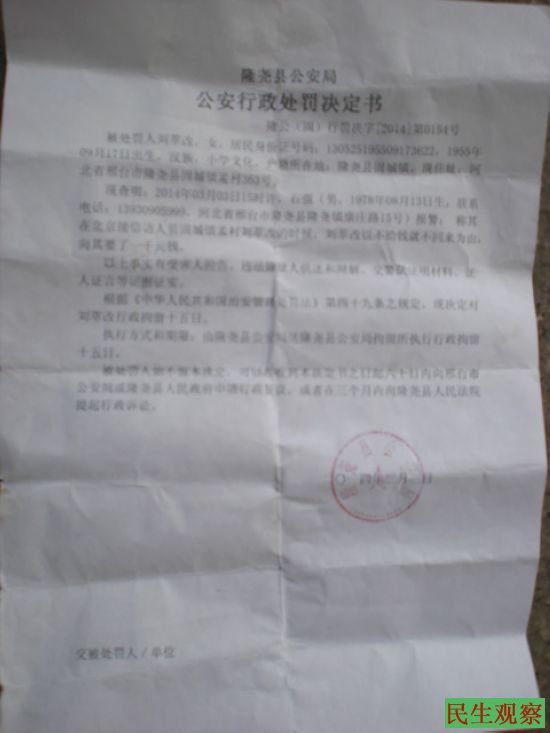 隆尧县公安局
公安行政处罚决定书
隆公（固）行罚决字[2014]第0154号
被处罚人刘草改，女，居民身份证号码：130525195509173622，1955年
09月17日出生，汉族，小学文化，户籍所在地：隆尧县固城镇，现住址，河
北省邢台市隆尧县固城镇孟村363号。
现查明：2014年03月03日15时许，石强（男，1978年08月13日生，联系
电话：13930905999，河北省邢台市隆尧县隆尧镇康庄路15号）报警：称其
在北京接信访人员固城镇孟村刘草改的时候，刘草改以不给钱就不回来为由，
向其要了一千元钱。
以上事实有受害人控告，违法嫌疑人供述和辩解，交警队证明材料，证
人证言等证据证实。
根据《中华人民共和国治安管理处罚法》第四十九条之规定，现决定对
刘草改行政拘留十五日。
执行方式和期限：由隆尧县公安局送隆尧县公安局拘留所执行行政拘留
十五日。
被处罚人如不服本决定，可以在收到本决定书之日起六十日内向邢台市公
安局或隆尧县人民政府申请行政复议，或者在三个月内向隆尧县人民法院
提起行政诉讼。
交被处罚人/单位
民生观察